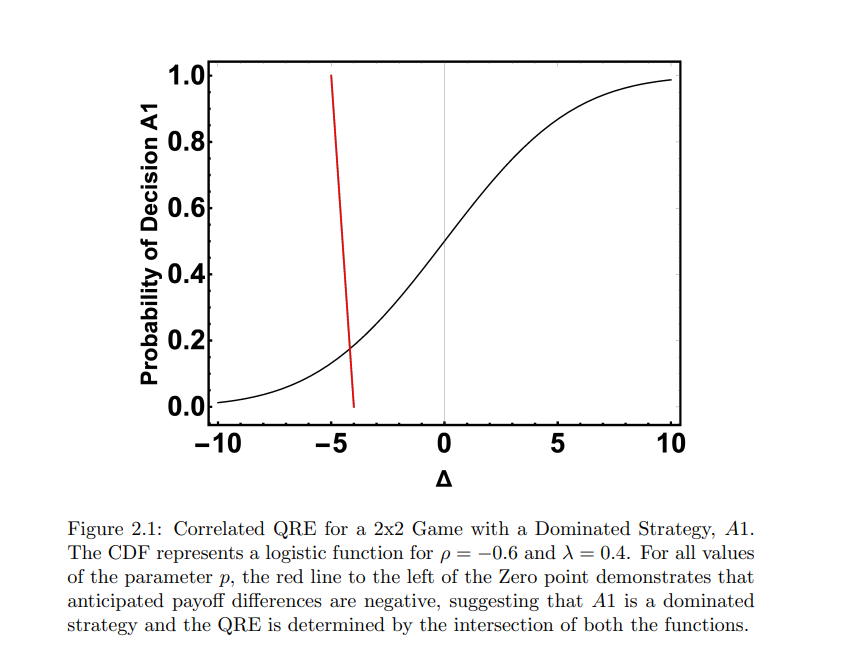 1.0
0.8
0.6
0.4
0.2
0.0
Probability of Decision A1
−10
−5
0
5
10
Δ
Figure 2.1: Correlated QRE for a 2x2 Game with a Dominated Strategy, A1.
The CDF represents a logistic function for ρ = −0.6 and λ = 0.4. For all values
of the parameter p, the red line to the left of the Zero point demonstrates that
anticipated payoff differences are negative, suggesting that A1 is a dominated
strategy and the QRE is determined by the intersection of both the functions.